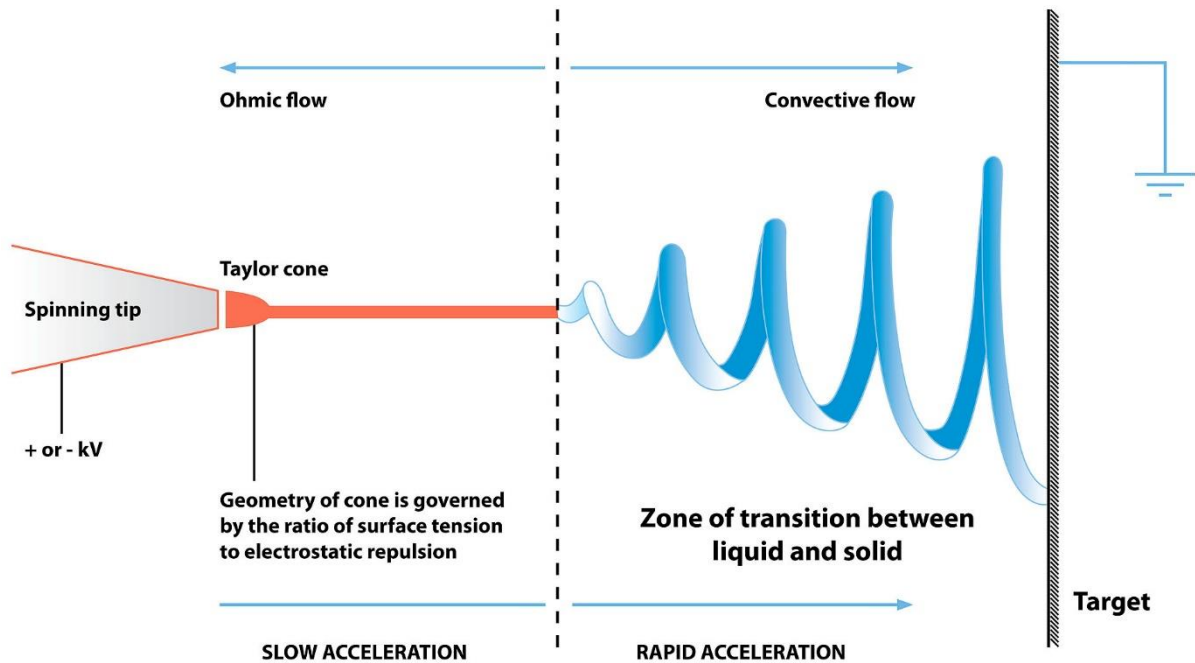 Ohmic flow
Convective flow
Taylor cone
Spinning tip
+ or - kV
Geometry of cone is governed
by the ratio of surface tension
to electrostatic repulsion
Zone of transition between
liquid and solid
Target
SLOW ACCELERATION
RAPID ACCELERATION